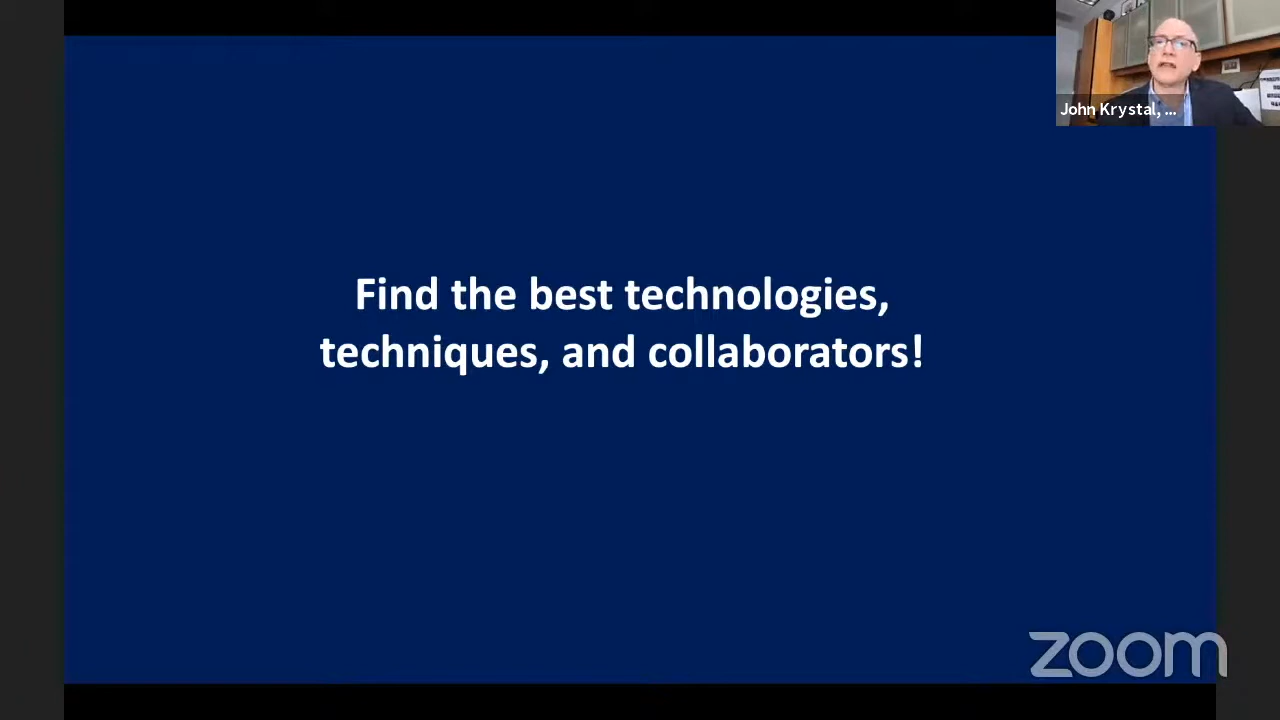 John Krystal, ...
Find the best technologies,
techniques, and collaborators!
zoom